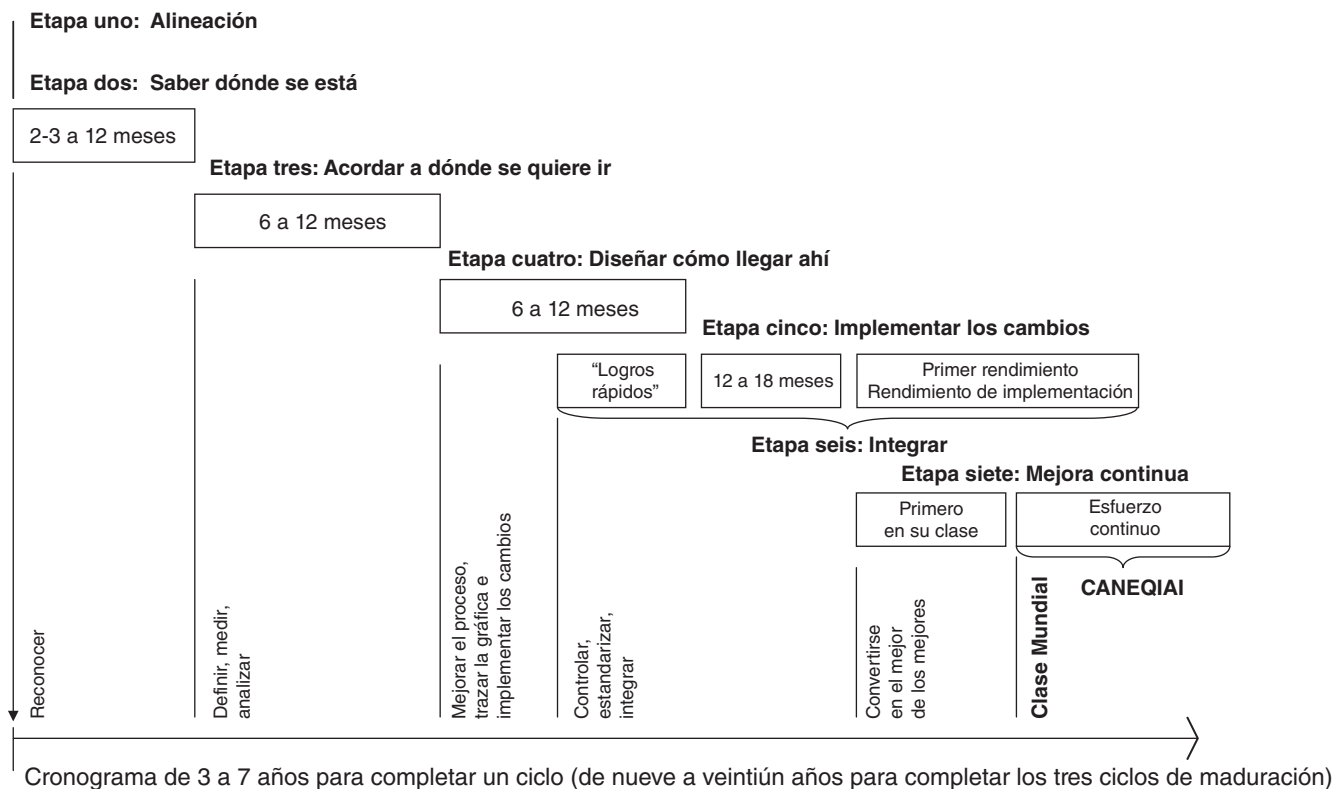 Etapa uno: Alineación
Etapa dos: Saber dónde se está
2-3 a 12 meses
Etapa tres: Acordar a dónde se quiere ir
6 a 12 meses
Etapa cuatro: Diseñar cómo llegar ahí
6 a 12 meses
Etapa cinco: Implementar los cambios
“Logros
rápidos”
12 a 18 meses
Primer rendimiento
Rendimiento de implementación
Etapa seis: Integrar
Etapa siete: Mejora continua
Primero
en su clase
Esfuerzo
continuo
CANEQIAI
Reconocer
Definir, medir,
analizar
Mejorar el proceso,
trazar la gráfica e
implementar los cambios
Controlar,
estandarizar,
integrar
Convertirse
en el mejor
de los mejores
Clase Mundial
Cronograma de 3 a 7 años para completar un ciclo (de nueve a veintiún años para completar los tres ciclos de maduración)